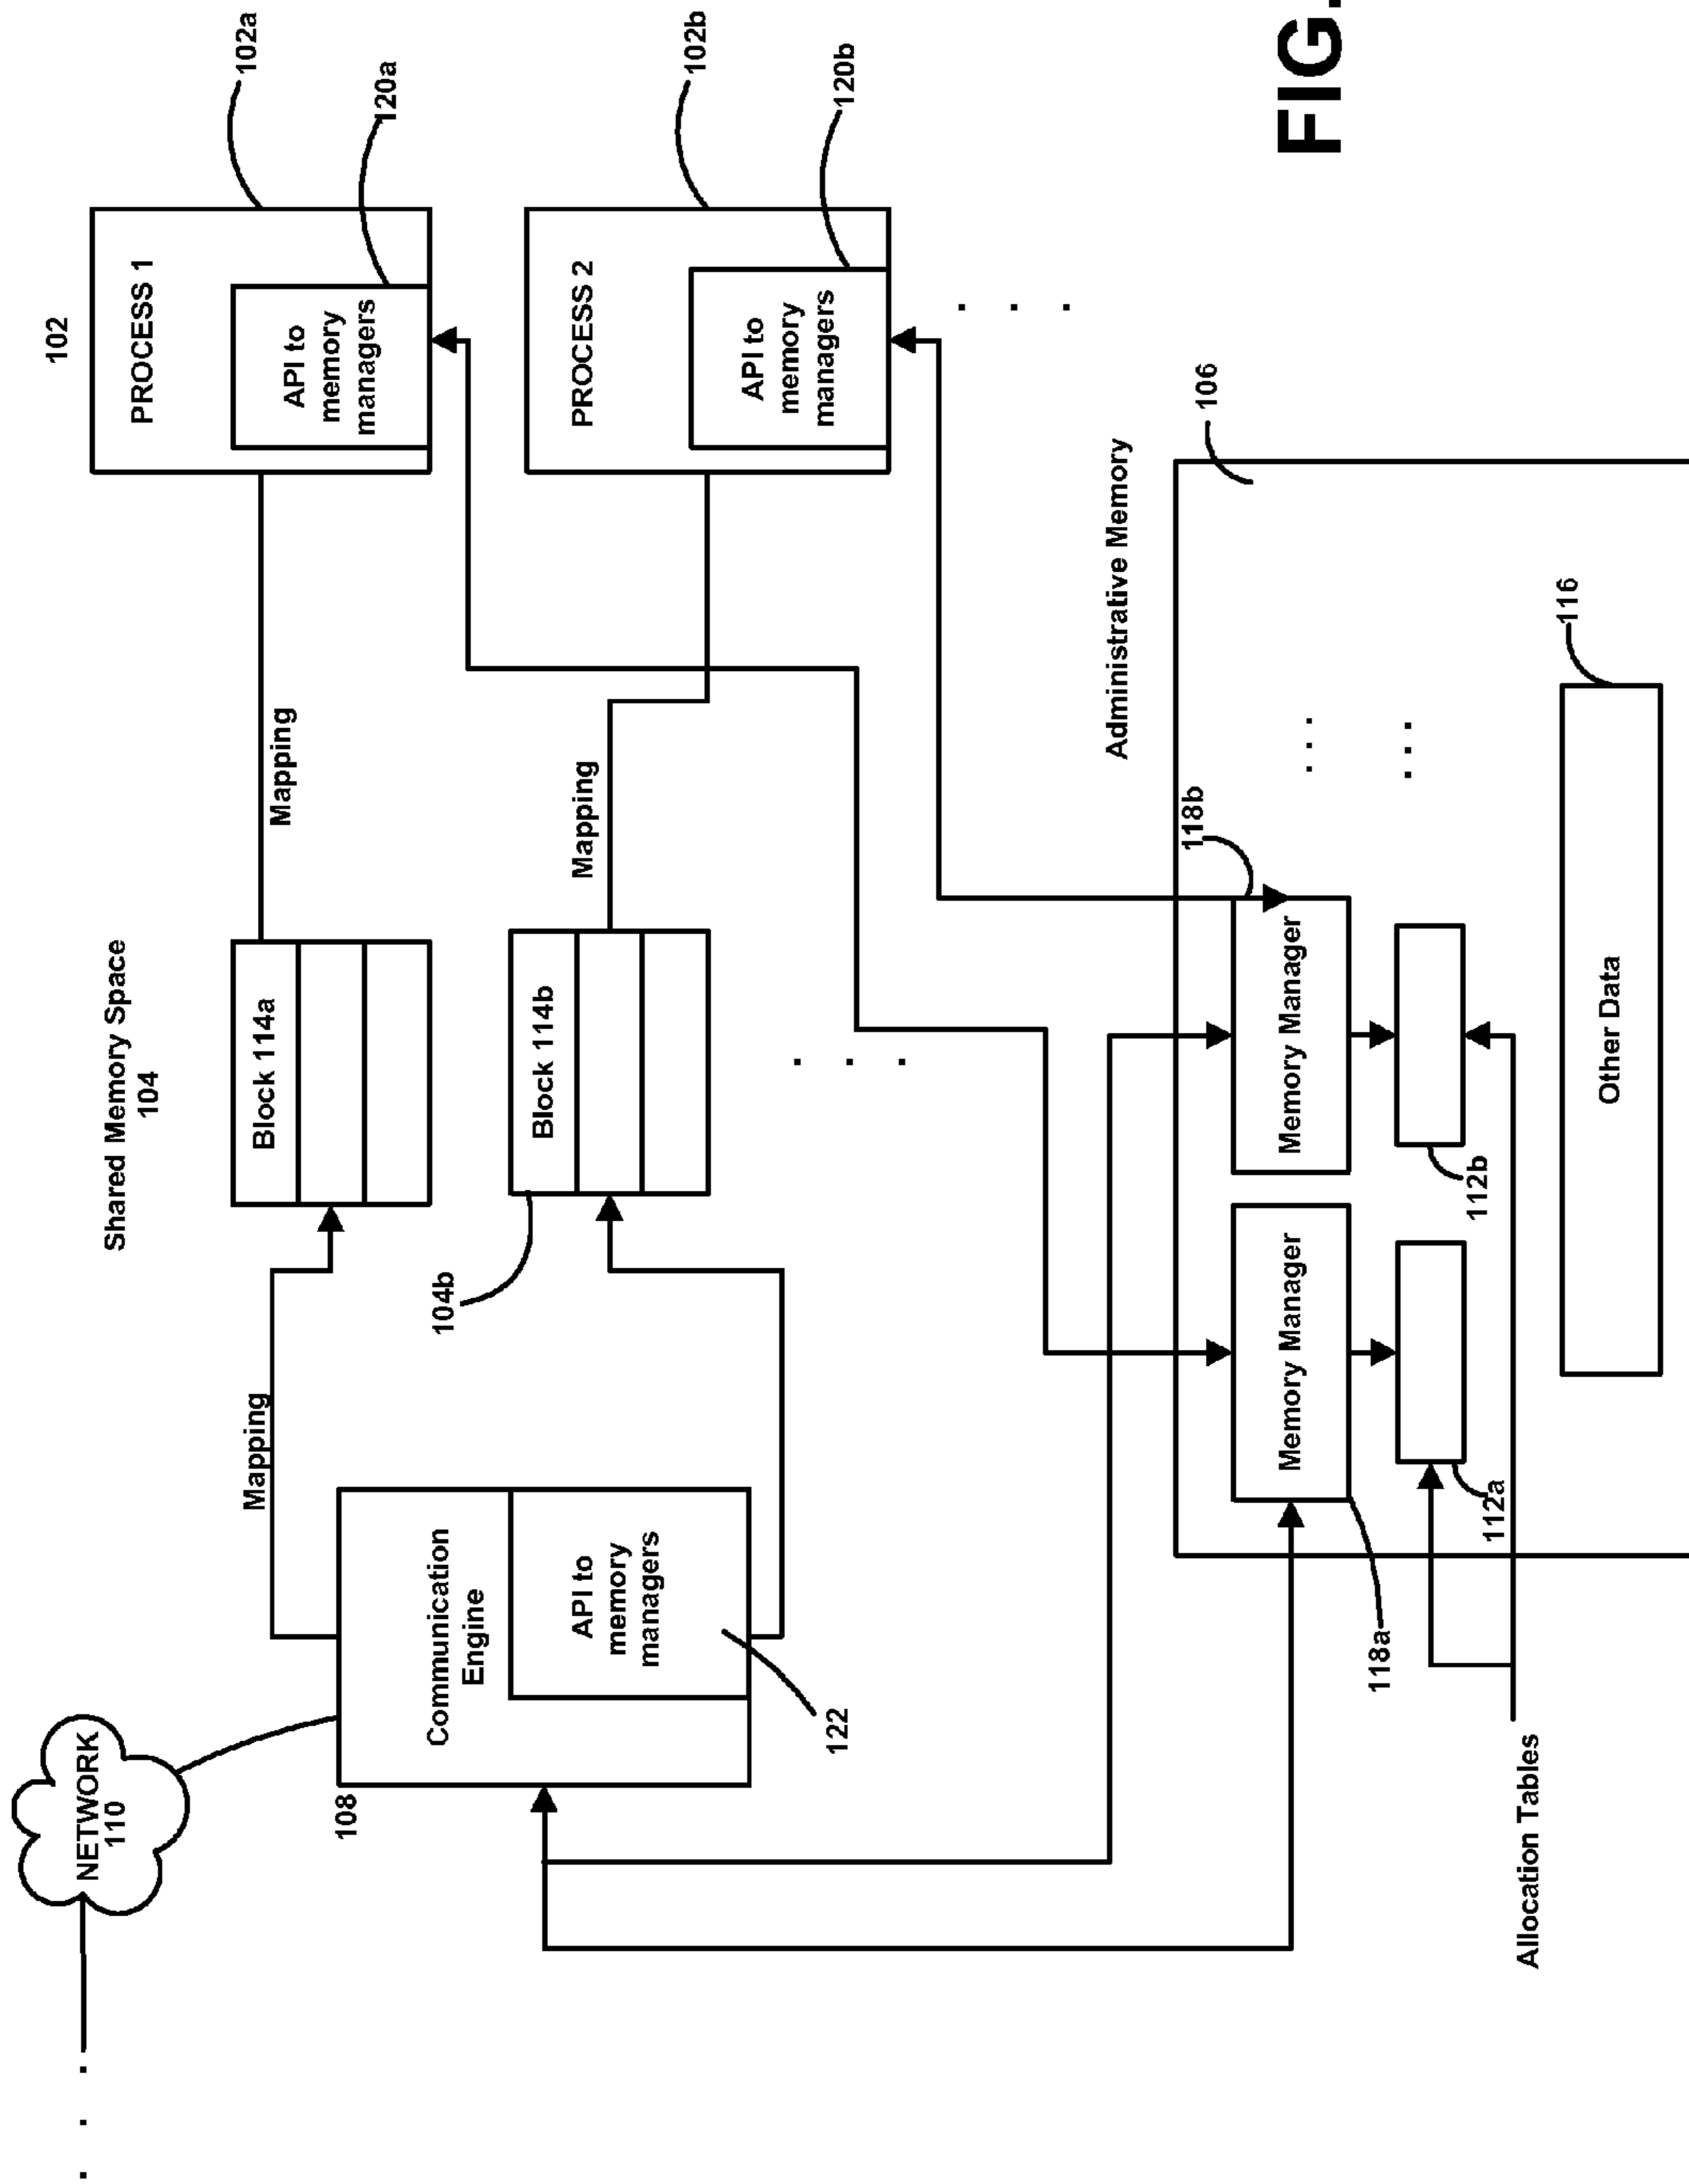 NETWORK
110
108
Communication
Engine
API to
memory
managers
122
Mapping
Shared Memory Space
104
Block 114a
104b
Block 114b
Mapping
Mapping
102
PROCESS 1
API to
memory
managers
102a
120a
PROCESS 2
API to
memory
managers
102b
120b
Administrative Memory
106
118b
Memory Manager
Memory Manager
118a
112a
112b
116
Other Data
Allocation Tables
FIG.